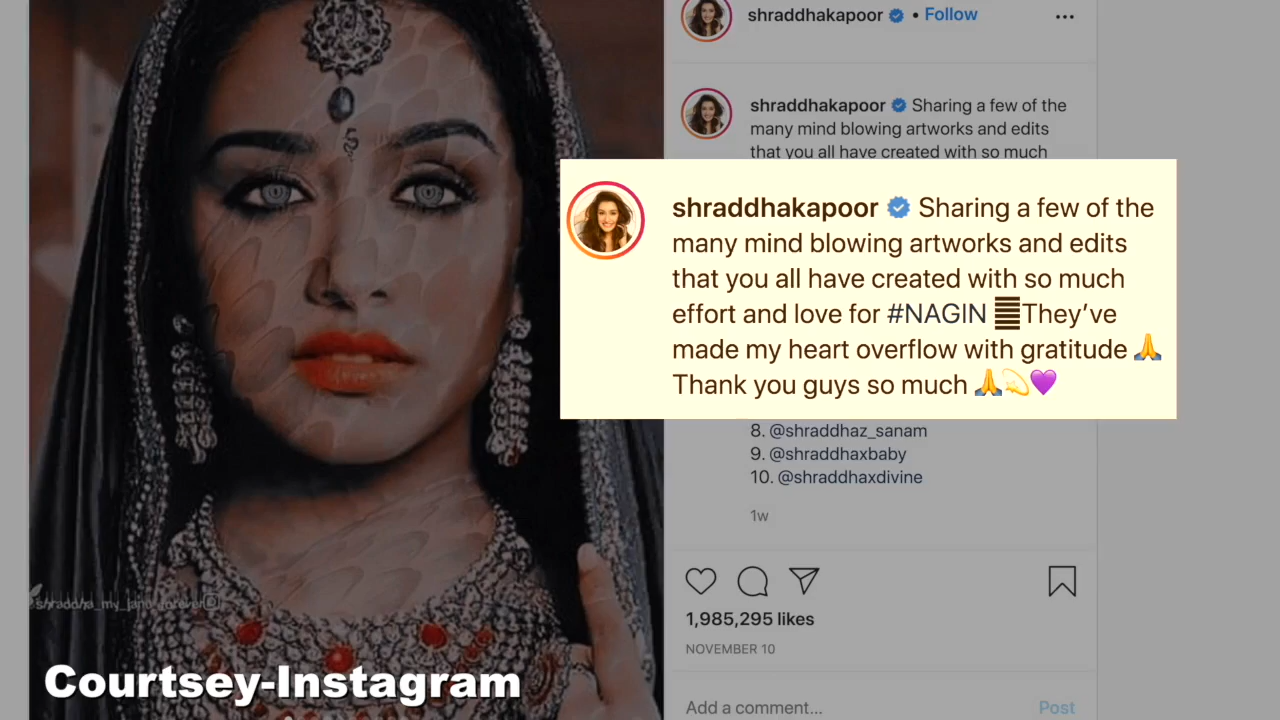 shraddhakapoor • Follow
shraddhakapoor Sharing a few of the
many mind blowing artworks and edits
that you all have created with so much
shraddhakapoor Sharing a few of the
many mind blowing artworks and edits
that you all have created with so much
effort and love for #NAGIN They’ve
made my heart overflow with gratitude 🙏
Thank you guys so much 🙏💫💜
8. @shraddhaz_sanam
9. @shraddhaxbaby
10. @shraddhaxdivine
1w
1,985,295 likes
NOVEMBER 10
Add a comment... Post
Courtsey-Instagram